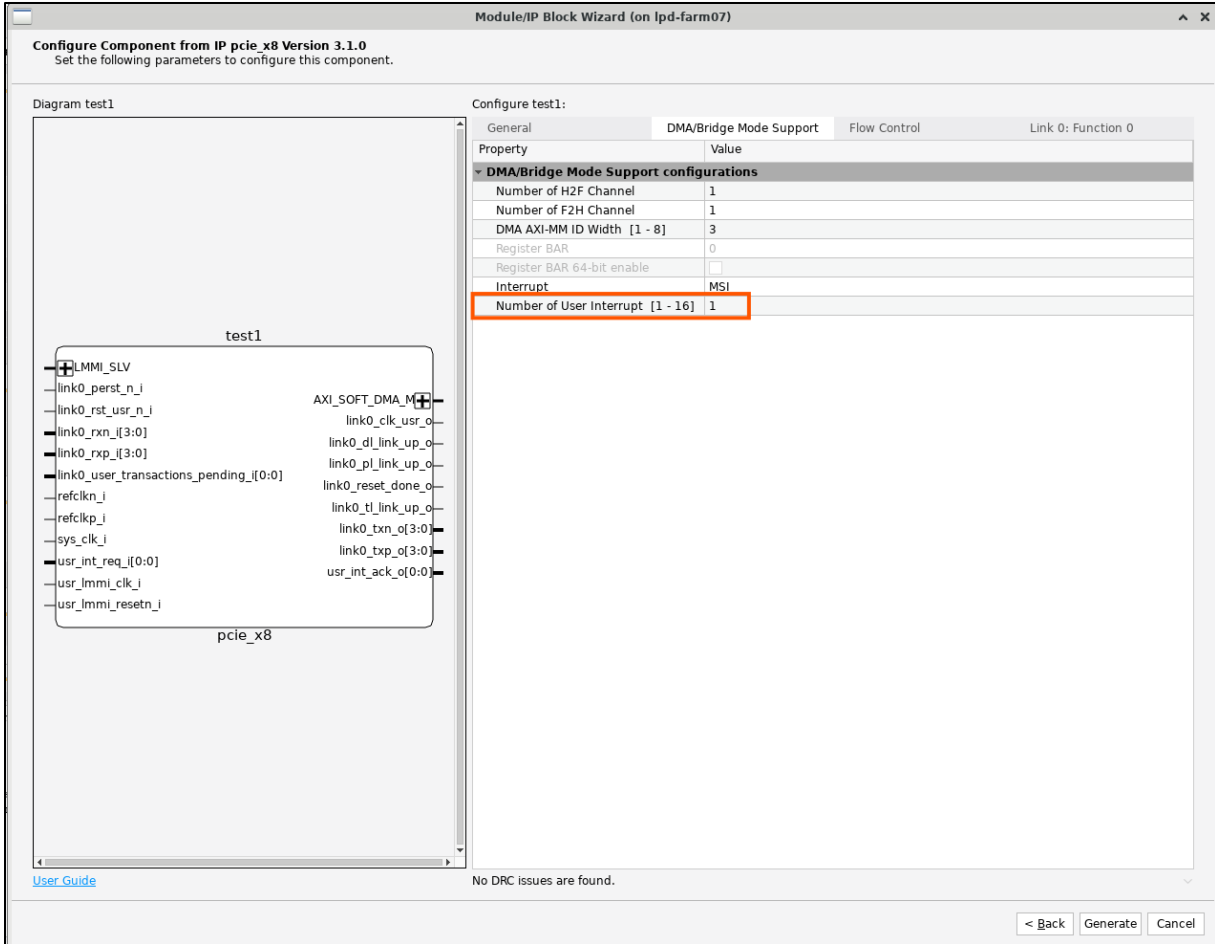 Module/IP Block Wizard (on lpd-farm07)
Configure Component from IP pcie_x8 Version 3.1.0
Set the following parameters to configure this component.
Diagram test1
test1
LMMI_SLV
link0_perst_n_i
link0_rst_usr_n_i
link0_rxn_i[3:0]
link0_rxp_i[3:0]
link0_user_transactions_pending_i[0:0]
refclkn_i
refclkp_i
sys_clk_i
usr_int_req_i[0:0]
usr_lmmi_clk_i
usr_lmmi_resetn_i
AXI_SOFT_DMA_M
link0_clk_usr_o
link0_dl_link_up_o
link0_pl_link_up_o
link0_reset_done_o
link0_tl_link_up_o
link0_txn_o[3:0]
link0_txp_o[3:0]
usr_int_ack_o[0:0]
pcie_x8
User Guide
Configure test1:
General DMA/Bridge Mode Support Flow Control Link 0: Function 0
Property Value
DMA/Bridge Mode Support configurations
Number of H2F Channel 1
Number of F2H Channel 1
DMA AXI-MM ID Width [1 - 8] 3
Register BAR 0
Register BAR 64-bit enable
Interrupt MSI
Number of User Interrupt [1 - 16] 1
No DRC issues are found.
< Back Generate Cancel